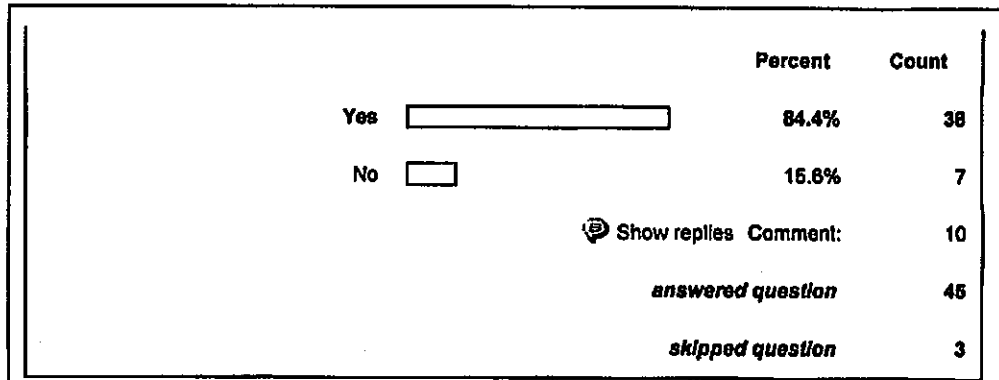 Percent Count
Yes 84.4% 38
No 15.6% 7
Show replies Comment: 10
answered question 45
skipped question 3